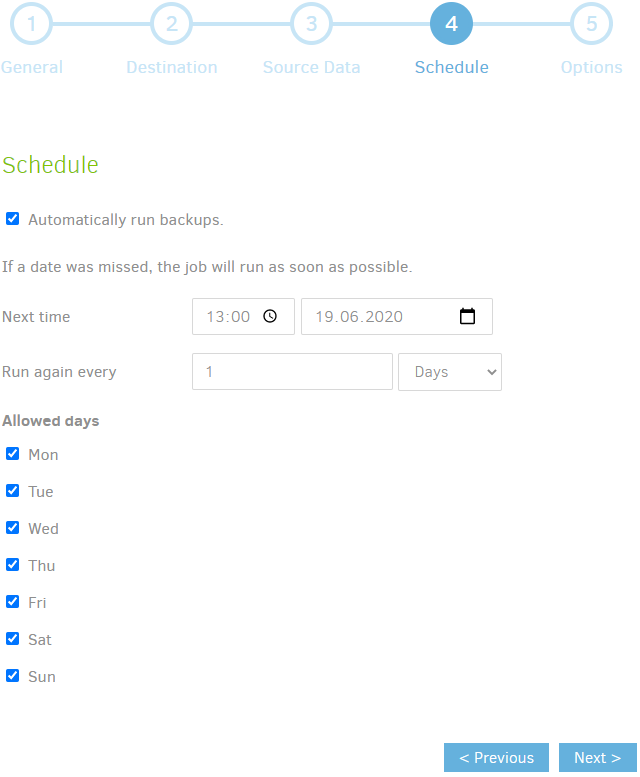 1 2 3 4 5
General Destination Source Data Schedule Options
Schedule
Automatically run backups.
If a date was missed, the job will run as soon as possible.
Next time 13:00 19.06.2020
Run again every 1 Days
Allowed days
Mon
Tue
Wed
Thu
Fri
Sat
Sun
< Previous Next >